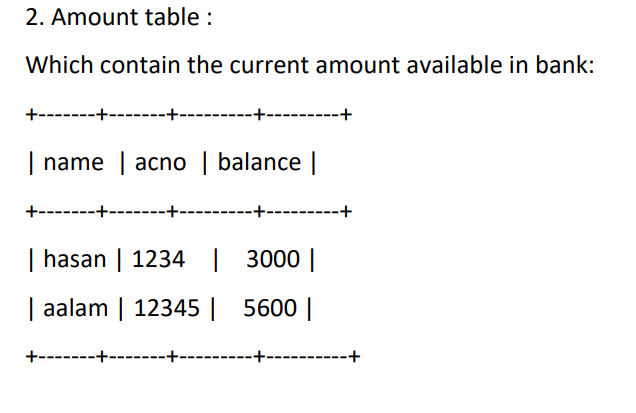 2. Amount table :
Which contain the current amount available in bank:
+-------+-------+---------+---------+
| name | acno | balance |
+-------+-------+---------+---------+
| hasan | 1234 | 3000 |
| aalam | 12345 | 5600 |
+-------+-------+---------+----------+